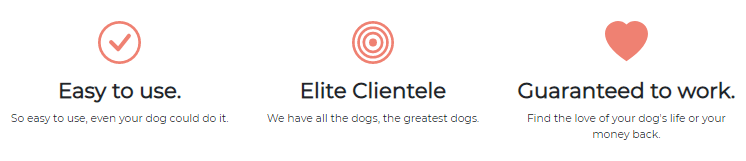 Easy to use.
So easy to use, even your dog could do it.
Elite Clientele
We have all the dogs, the greatest dogs.
Guaranteed to work.
Find the love of your dog's life or your
money back.